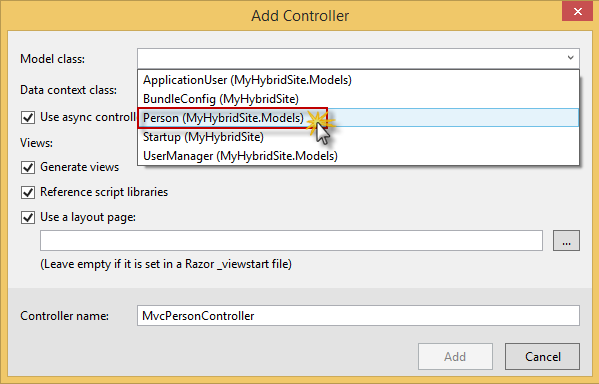 Add Controller
Model class:
ApplicationUser (MyHybridSite.Models)
Data context class:
BundleConfig (MyHybridSite)
Use async controll
Person (MyHybridSite.Models)
Startup (MyHybridSite)
Views:
UserManager (MyHybridSite.Models)
Generate views
Reference script libraries
Use a layout page:
...
(Leave empty if it is set in a Razor _viewstart file)
Controller name:
MvcPersonController
Add
Cancel